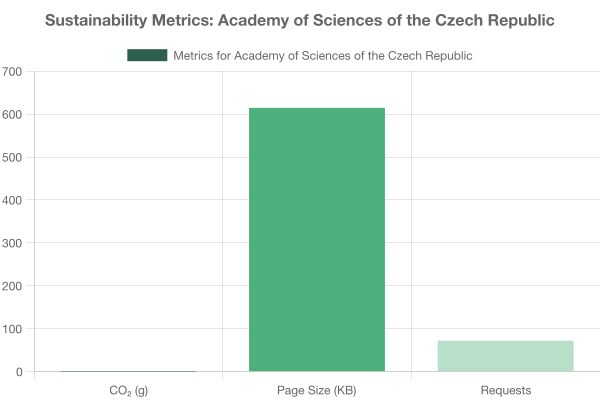 Sustainability Metrics: Academy of Sciences of the Czech Republic
Metrics for Academy of Sciences of the Czech Republic
700
600
500
400
300
200
100
0
CO₂ (g)
Page Size (KB)
Requests